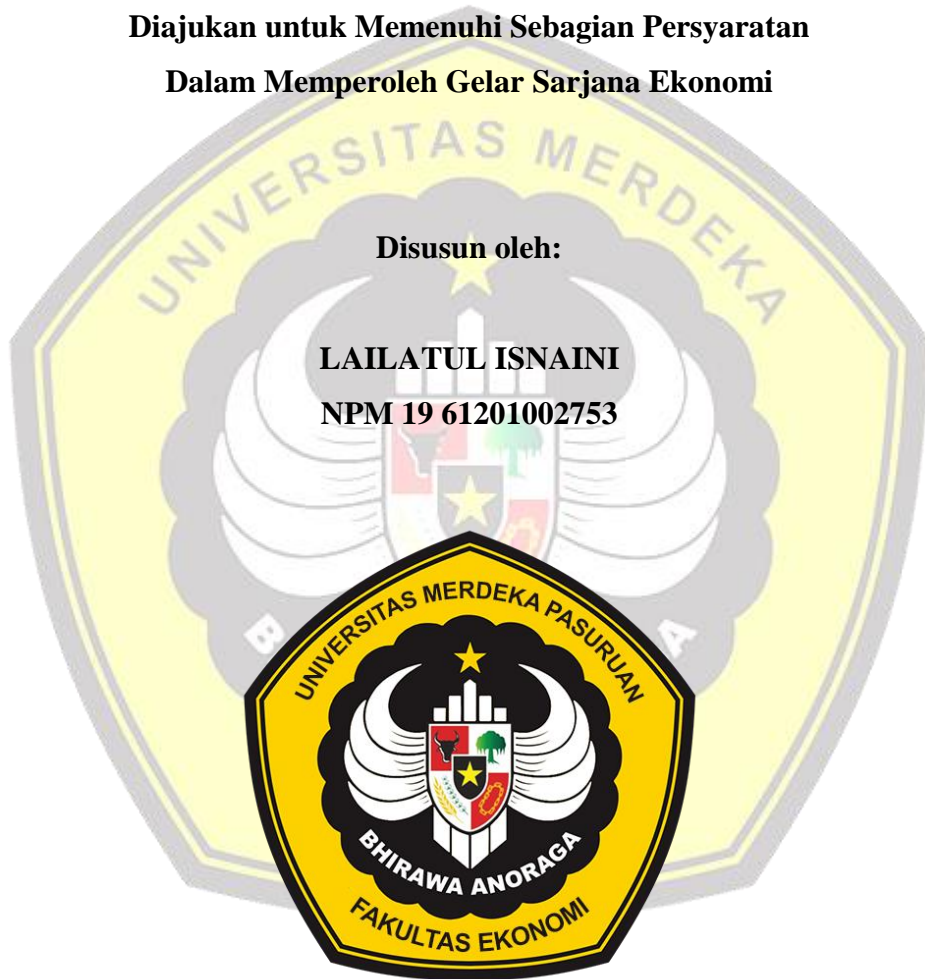 Diajukan untuk Memenuhi Sebagian Persyaratan
Dalam Memperoleh Gelar Sarjana Ekonomi
UNIVERSITAS MERDEKA
Disusun oleh:
LAILATUL ISNAINI
NPM 19 61201002753
UNIVERSITAS MERDEKA PASURUAN
BHIRAWA ANORAGA
FAKULTAS EKONOMI